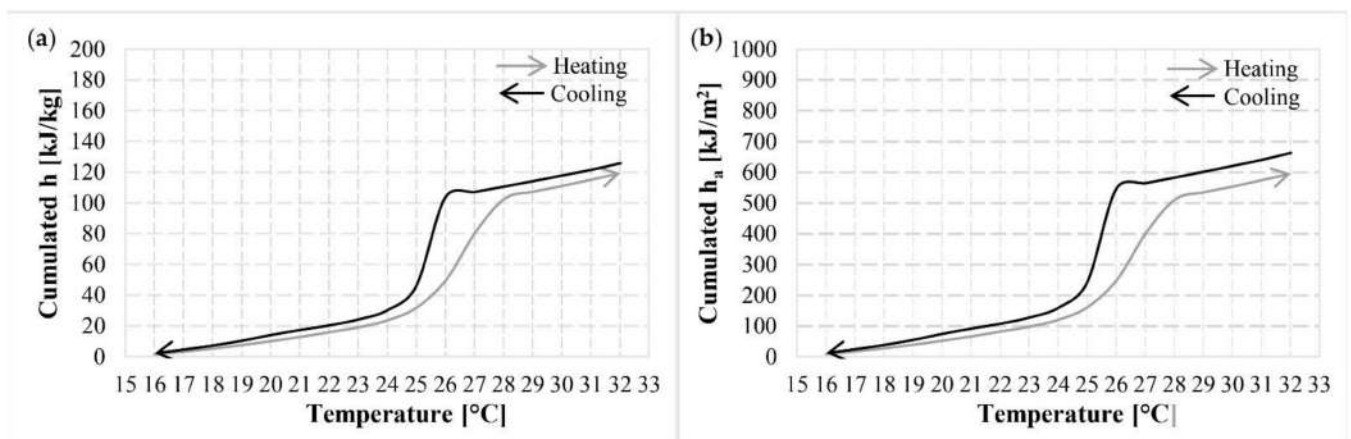 (a)
Cumulated h [kJ/kg]
200
180
160
140
120
100
80
60
40
20
0
Heating
Cooling
15 16 17 18 19 20 21 22 23 24 25 26 27 28 29 30 31 32 33
Temperature [°C]
(b)
Cumulated hₐ [kJ/m²]
1000
900
800
700
600
500
400
300
200
100
0
Heating
Cooling
15 16 17 18 19 20 21 22 23 24 25 26 27 28 29 30 31 32 33
Temperature [°C]